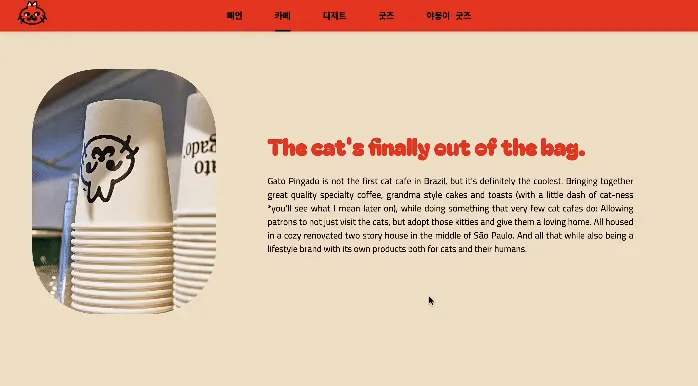 메인 카페 디저트 굿즈 야옹이 굿즈
The cat's finally out of the bag.
Gato Pingado is not the first cat cafe in Brazil, but it's definitely the coolest. Bringing together
great quality specialty coffee, grandma style cakes and toasts (with a little dash of cat-ness
*you'll see what I mean later on), while doing something that very few cat cafes do: Allowing
patrons to not just visit the cats, but adopt those kitties and give them a loving home. All housed
in a cozy renovated two story house in the middle of São Paulo. And all that while also being a
lifestyle brand with its own products both for cats and their humans.